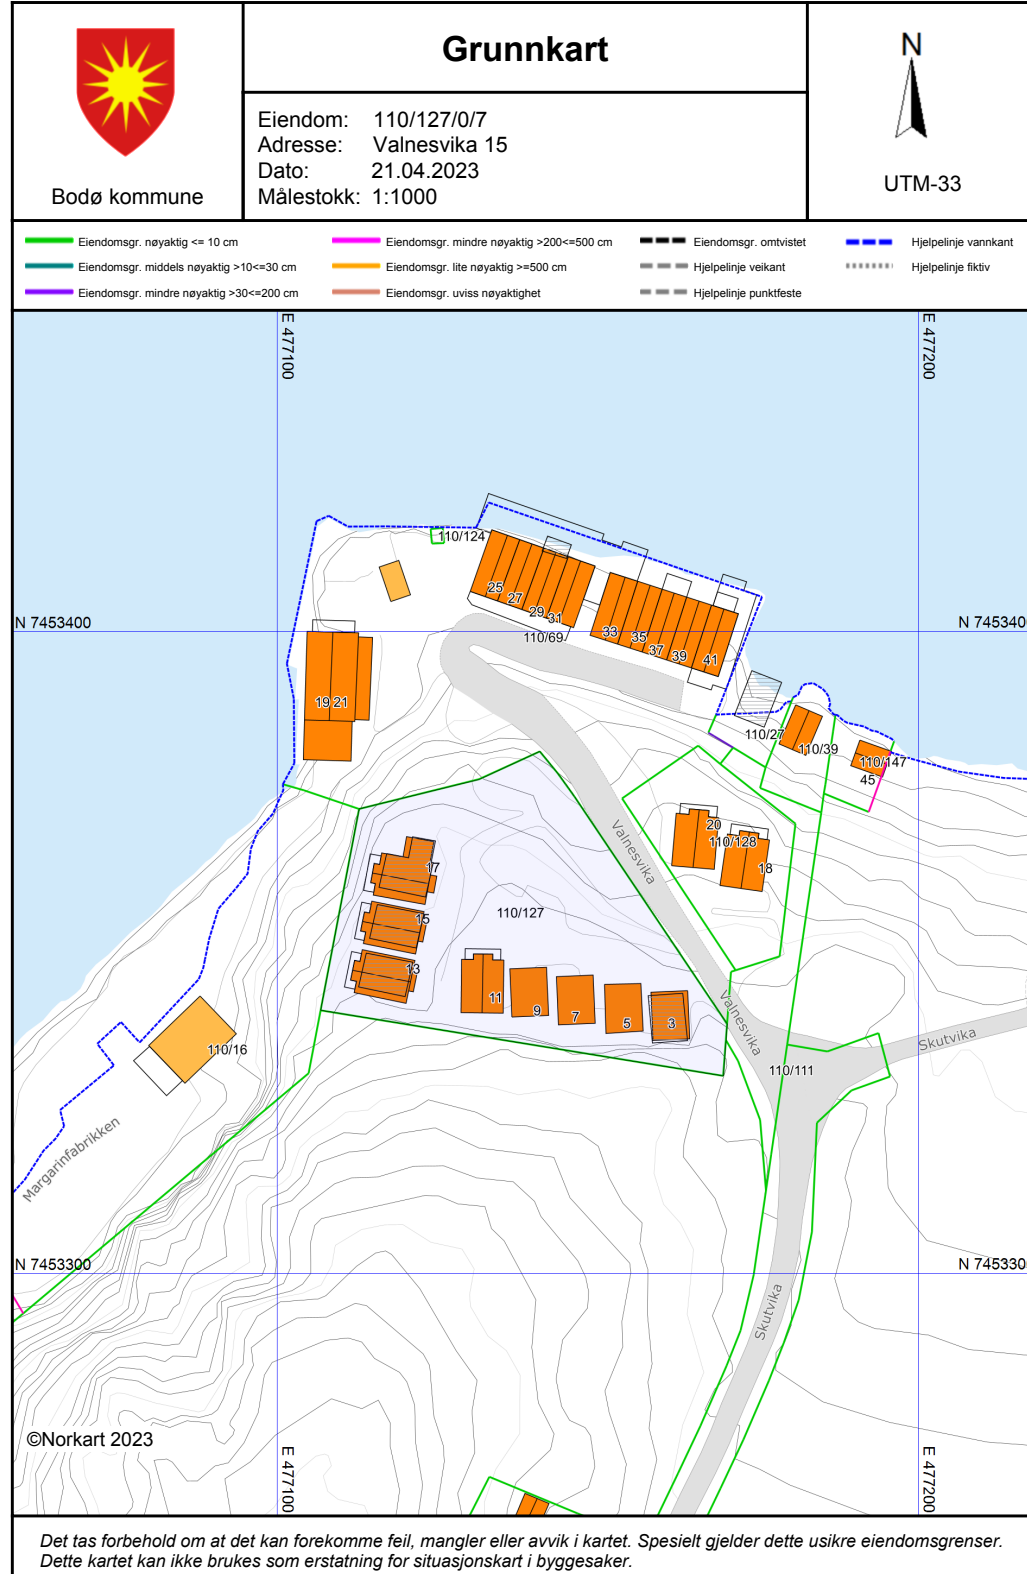 Grunnkart
Bodø kommune
Eiendom: 110/127/0/7
Adresse: Valnesvika 15
Dato: 21.04.2023
Målestokk: 1:1000
N
UTM-33
Eiendomsgr. nøyaktig <= 10 cm
Eiendomsgr. middels nøyaktig >10<=30 cm
Eiendomsgr. mindre nøyaktig >30<=200 cm
Eiendomsgr. mindre nøyaktig >200<=500 cm
Eiendomsgr. lite nøyaktig >=500 cm
Eiendomsgr. uviss nøyaktighet
Eiendomsgr. omtvistet
Hjelpelinje veikant
Hjelpelinje punktfeste
Hjelpelinje vannkant
Hjelpelinje fiktiv
E 477100
E 477200
110/124
25
27
29
31
N 7453400
N 7453400
110/69
33
35
37
39
41
19 21
110/27
110/39
110/147
45
20
110/128
18
Valnesvika
17
15
13
110/127
11
9
7
5
3
Valnesvika
Skutvika
110/111
110/16
Margarinfabrikken
N 7453300
N 7453300
Skutvika
E 477100
E 477200
©Norkart 2023
Det tas forbehold om at det kan forekomme feil, mangler eller avvik i kartet. Spesielt gjelder dette usikre eiendomsgrenser.
Dette kartet kan ikke brukes som erstatning for situasjonskart i byggesaker.